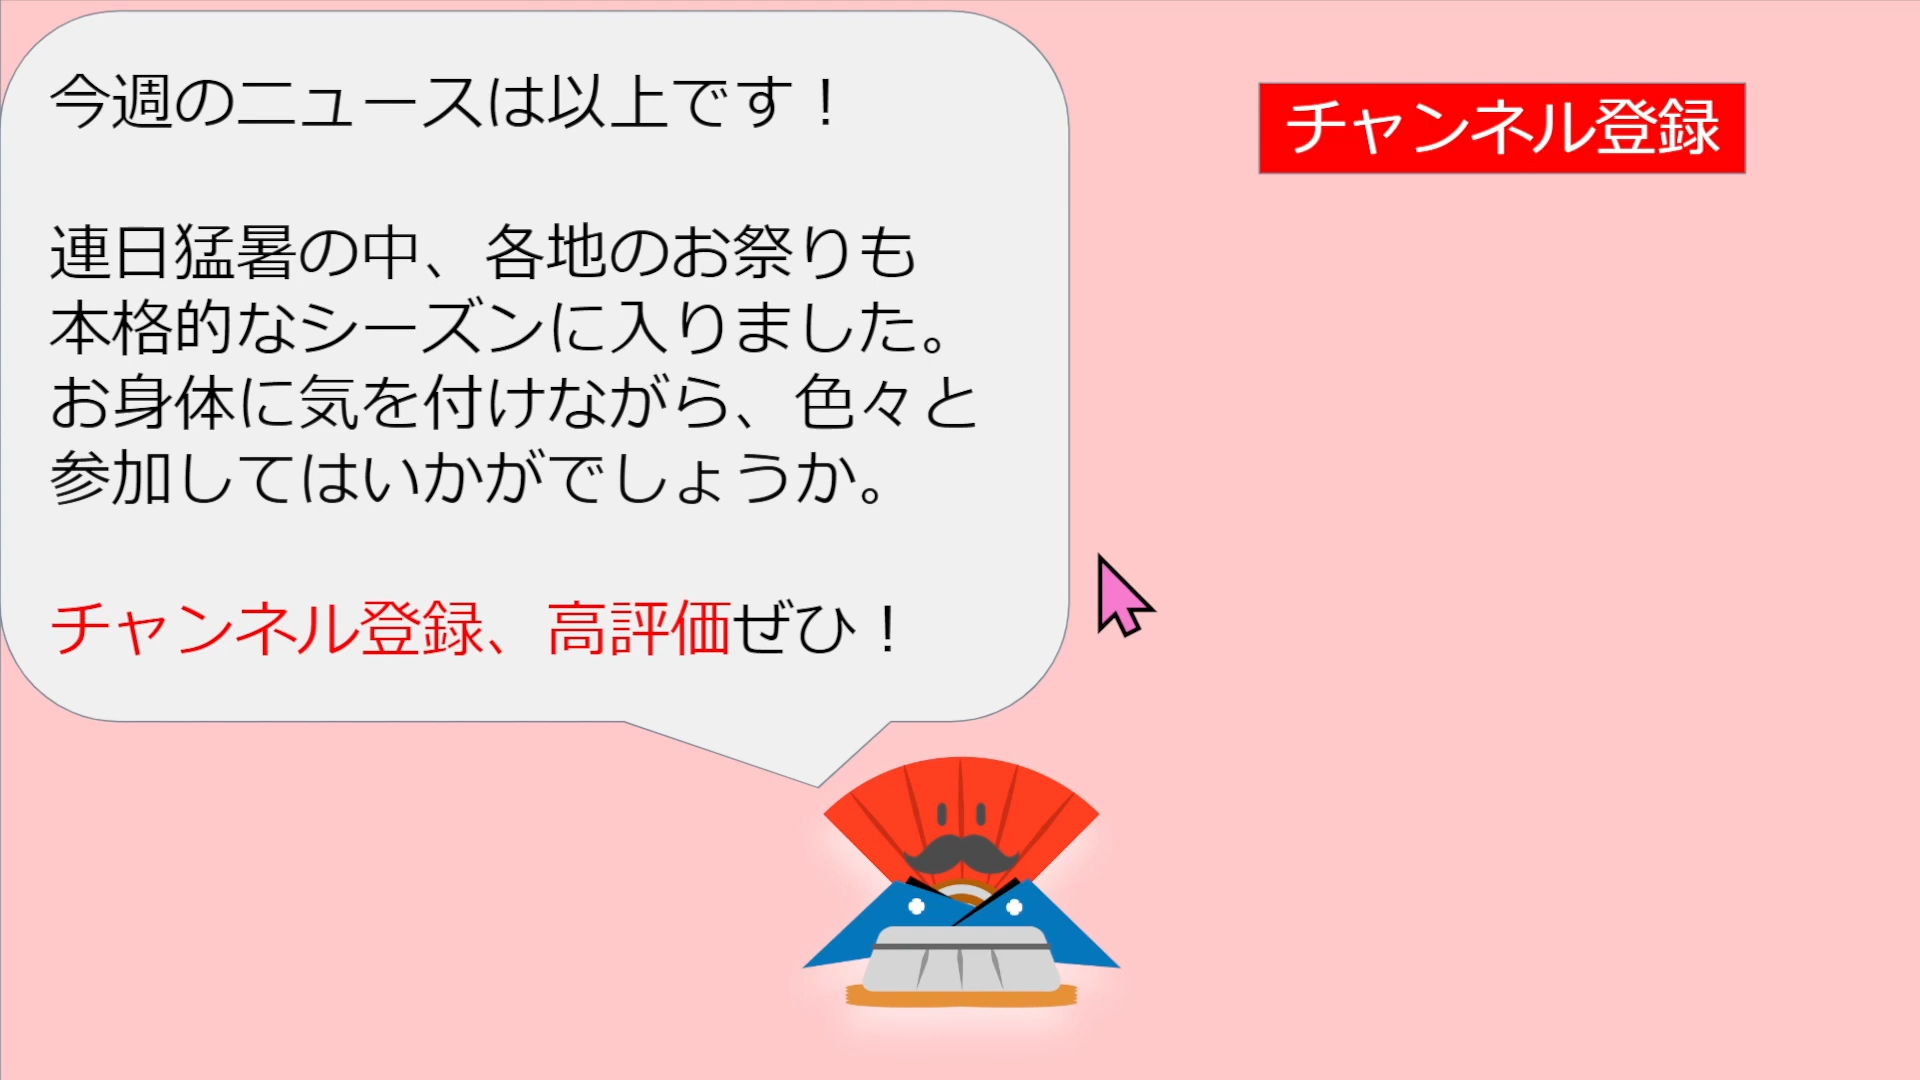 今週のニュースは以上です！
連日猛暑の中、各地のお祭りも
本格的なシーズンに入りました。
お身体に気を付けながら、色々と
参加してはいかがでしょうか。
チャンネル登録、高評価ぜひ！
チャンネル登録